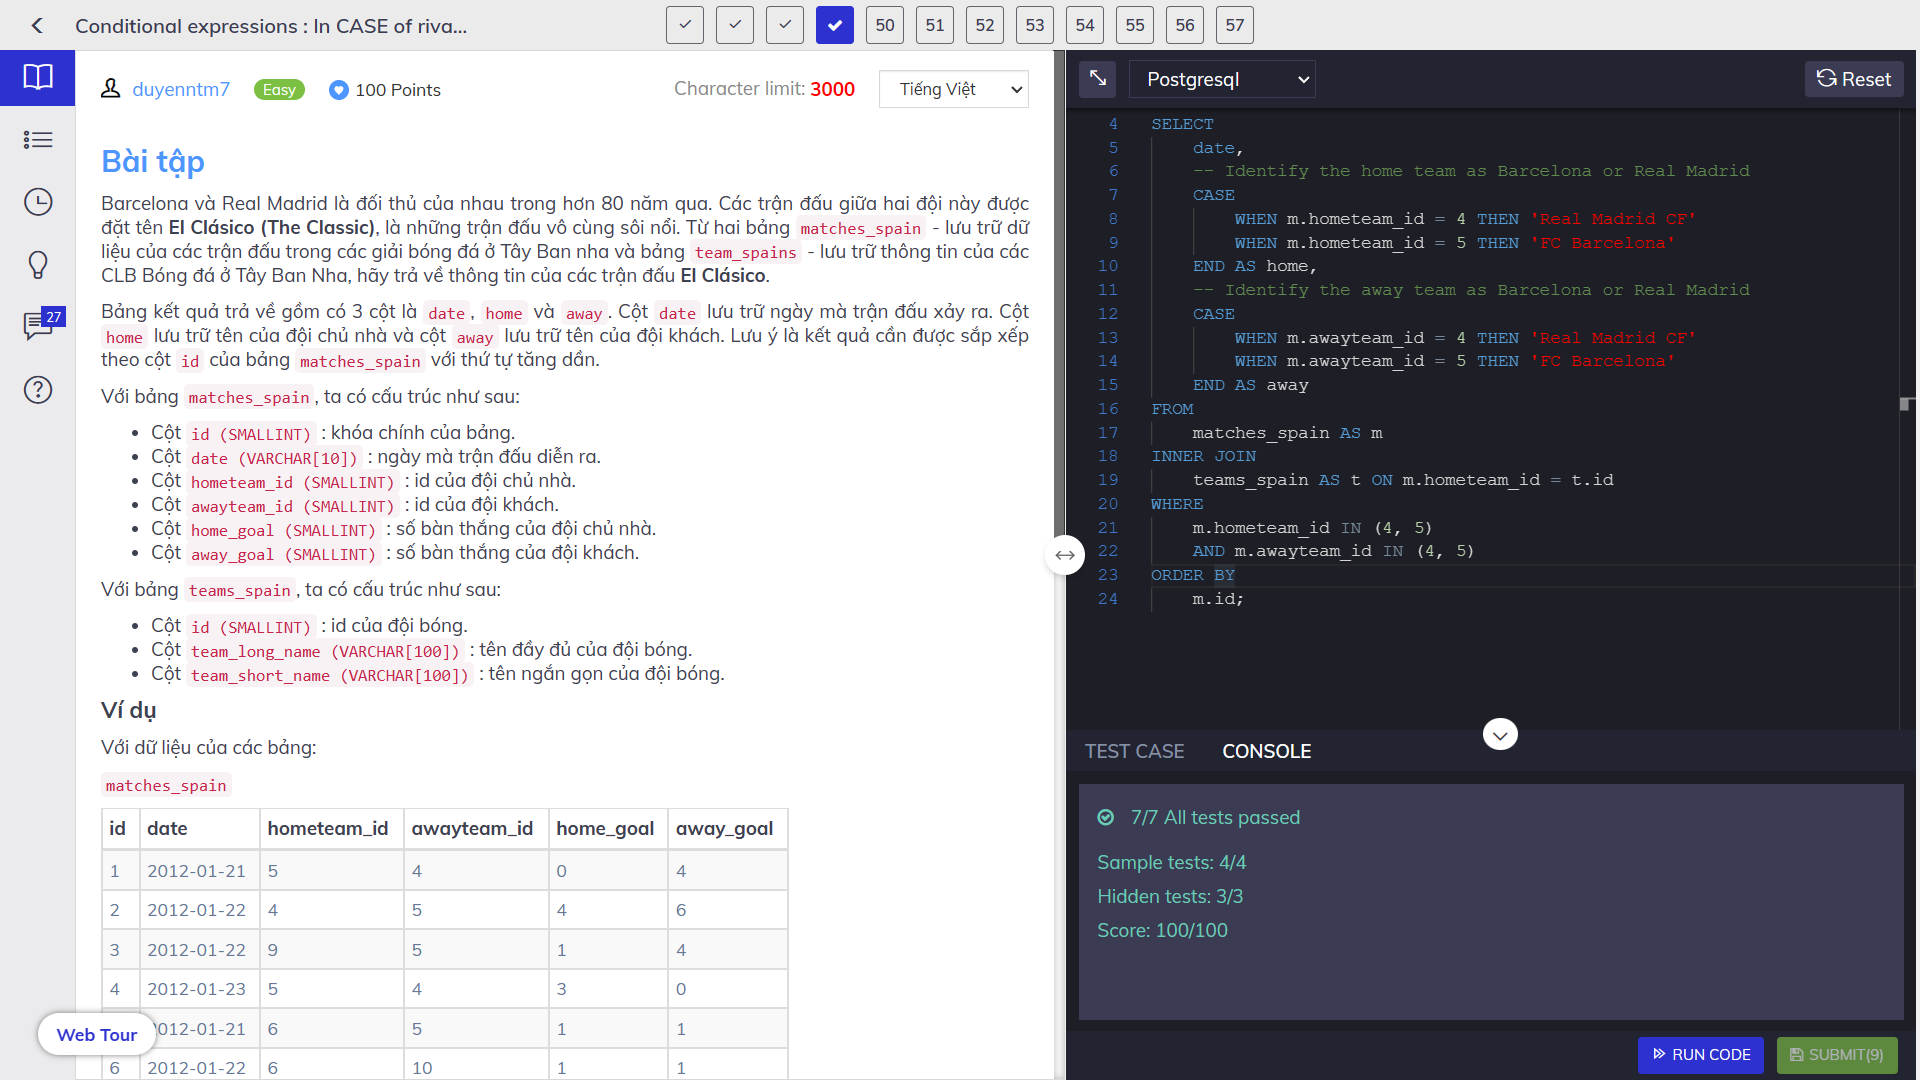 Conditional expressions : In CASE of riva...
50 51 52 53 54 55 56 57
duyenntm7 Easy 100 Points Character limit: 3000 Tiếng Việt
Bài tập
Barcelona và Real Madrid là đối thủ của nhau trong hơn 80 năm qua. Các trận đấu giữa hai đội này được
đặt tên El Clásico (The Classic), là những trận đấu vô cùng sôi nổi. Từ hai bảng matches_spain - lưu trữ dữ
liệu của các trận đấu trong các giải bóng đá ở Tây Ban nha và bảng team_spains - lưu trữ thông tin của các
CLB Bóng đá ở Tây Ban Nha, hãy trả về thông tin của các trận đấu El Clásico.
Bảng kết quả trả về gồm có 3 cột là date, home và away. Cột date lưu trữ ngày mà trận đấu xảy ra. Cột
home lưu trữ tên của đội chủ nhà và cột away lưu trữ tên của đội khách. Lưu ý là kết quả cần được sắp xếp
theo cột id của bảng matches_spain với thứ tự tăng dần.
Với bảng matches_spain, ta có cấu trúc như sau:
• Cột id (SMALLINT) : khóa chính của bảng.
• Cột date (VARCHAR[10]) : ngày mà trận đấu diễn ra.
• Cột hometeam_id (SMALLINT) : id của đội chủ nhà.
• Cột awayteam_id (SMALLINT) : id của đội khách.
• Cột home_goal (SMALLINT) : số bàn thắng của đội chủ nhà.
• Cột away_goal (SMALLINT) : số bàn thắng của đội khách.
Với bảng teams_spain, ta có cấu trúc như sau:
• Cột id (SMALLINT) : id của đội bóng.
• Cột team_long_name (VARCHAR[100]) : tên đầy đủ của đội bóng.
• Cột team_short_name (VARCHAR[100]) : tên ngắn gọn của đội bóng.
Ví dụ
Với dữ liệu của các bảng:
matches_spain
id date hometeam_id awayteam_id home_goal away_goal
1 2012-01-21 5 4 0 4
2 2012-01-22 4 5 4 6
3 2012-01-22 9 5 1 4
4 2012-01-23 5 4 3 0
012-01-21 6 5 1 1
6 2012-01-22 6 10 1 1
27
Web Tour
Postgresql Reset
4 SELECT
5 date,
6 -- Identify the home team as Barcelona or Real Madrid
7 CASE
8 WHEN m.hometeam_id = 4 THEN 'Real Madrid CF'
9 WHEN m.hometeam_id = 5 THEN 'FC Barcelona'
10 END AS home,
11 -- Identify the away team as Barcelona or Real Madrid
12 CASE
13 WHEN m.awayteam_id = 4 THEN 'Real Madrid CF'
14 WHEN m.awayteam_id = 5 THEN 'FC Barcelona'
15 END AS away
16 FROM
17 matches_spain AS m
18 INNER JOIN
19 teams_spain AS t ON m.hometeam_id = t.id
20 WHERE
21 m.hometeam_id IN (4, 5)
22 AND m.awayteam_id IN (4, 5)
23 ORDER BY
24 m.id;
TEST CASE CONSOLE
7/7 All tests passed
Sample tests: 4/4
Hidden tests: 3/3
Score: 100/100
RUN CODE SUBMIT(9)